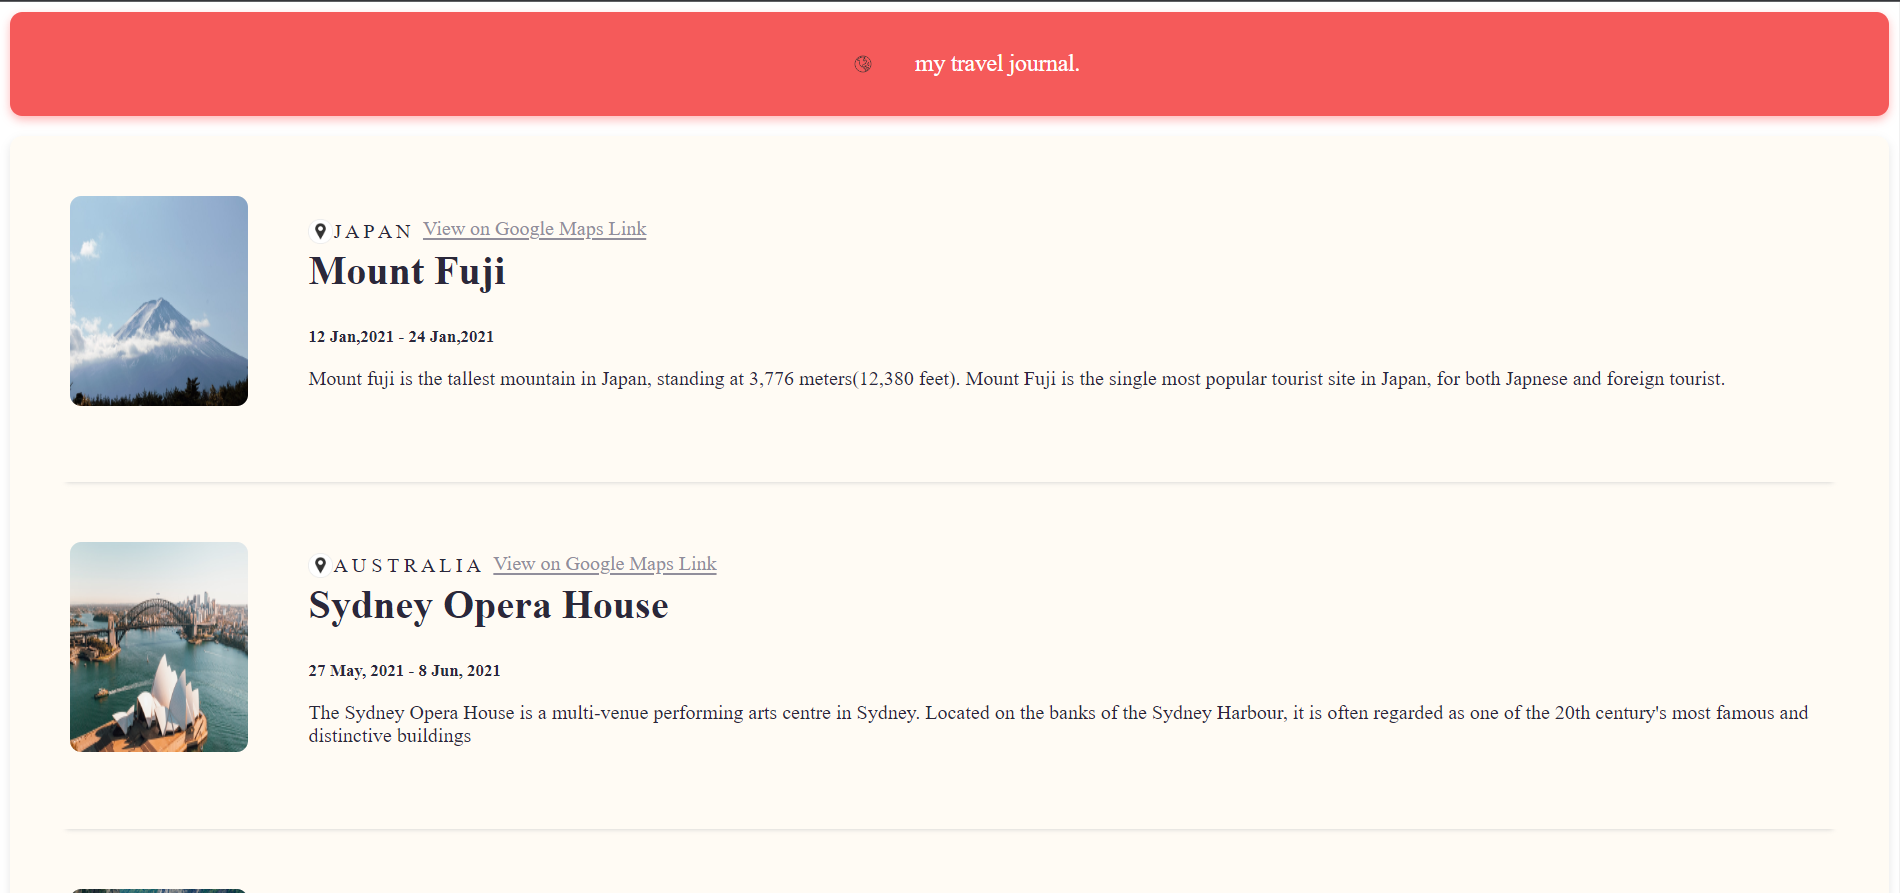 my travel journal.
JAPAN View on Google Maps Link
Mount Fuji
12 Jan,2021 - 24 Jan,2021
Mount fuji is the tallest mountain in Japan, standing at 3,776 meters(12,380 feet). Mount Fuji is the single most popular tourist site in Japan, for both Japnese and foreign tourist.
AUSTRALIA View on Google Maps Link
Sydney Opera House
27 May, 2021 - 8 Jun, 2021
The Sydney Opera House is a multi-venue performing arts centre in Sydney. Located on the banks of the Sydney Harbour, it is often regarded as one of the 20th century's most famous and
distinctive buildings